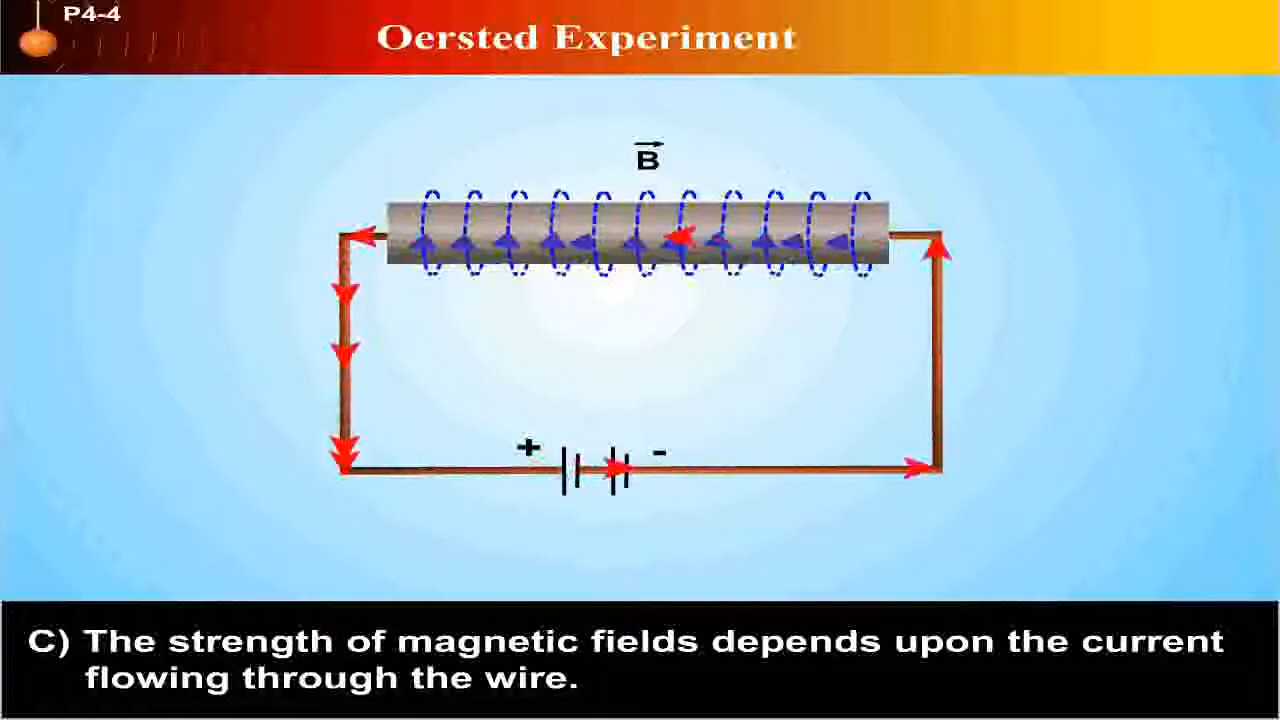 P4-4
Oersted Experiment
B
+ -
C) The strength of magnetic fields depends upon the current
flowing through the wire.